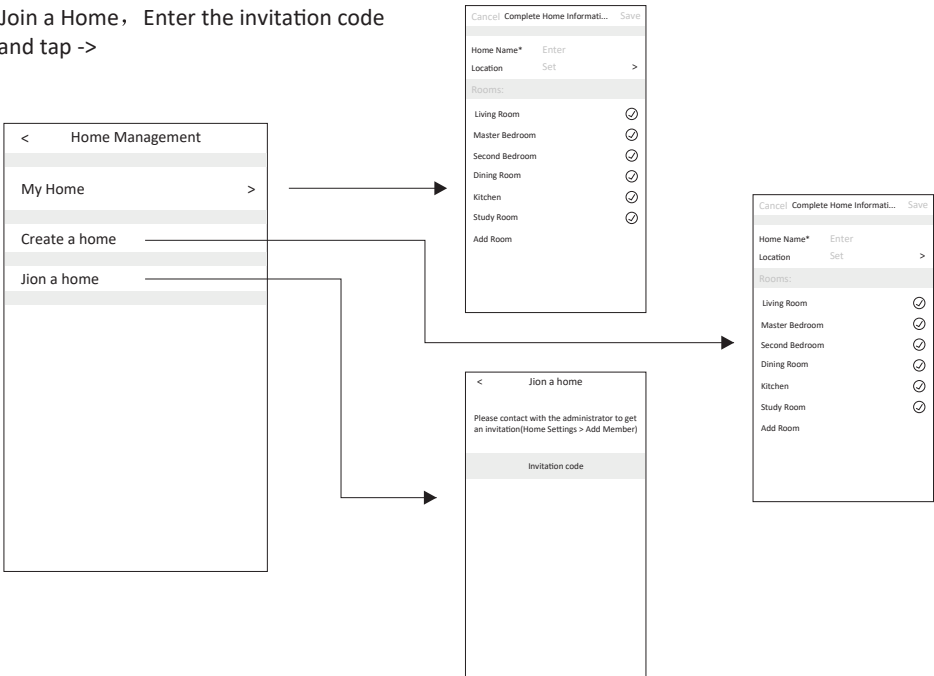 Join a Home，Enter the invitation code
and tap ->
< Home Management
My Home >
Create a home
Jion a home
Cancel Complete Home Informati... Save
Home Name* Enter
Location Set >
Rooms:
Living Room
Master Bedroom
Second Bedroom
Dining Room
Kitchen
Study Room
Add Room
< Jion a home
Please contact with the administrator to get
an invitation(Home Settings > Add Member)
Invitation code
Cancel Complete Home Informati... Save
Home Name* Enter
Location Set >
Rooms:
Living Room
Master Bedroom
Second Bedroom
Dining Room
Kitchen
Study Room
Add Room